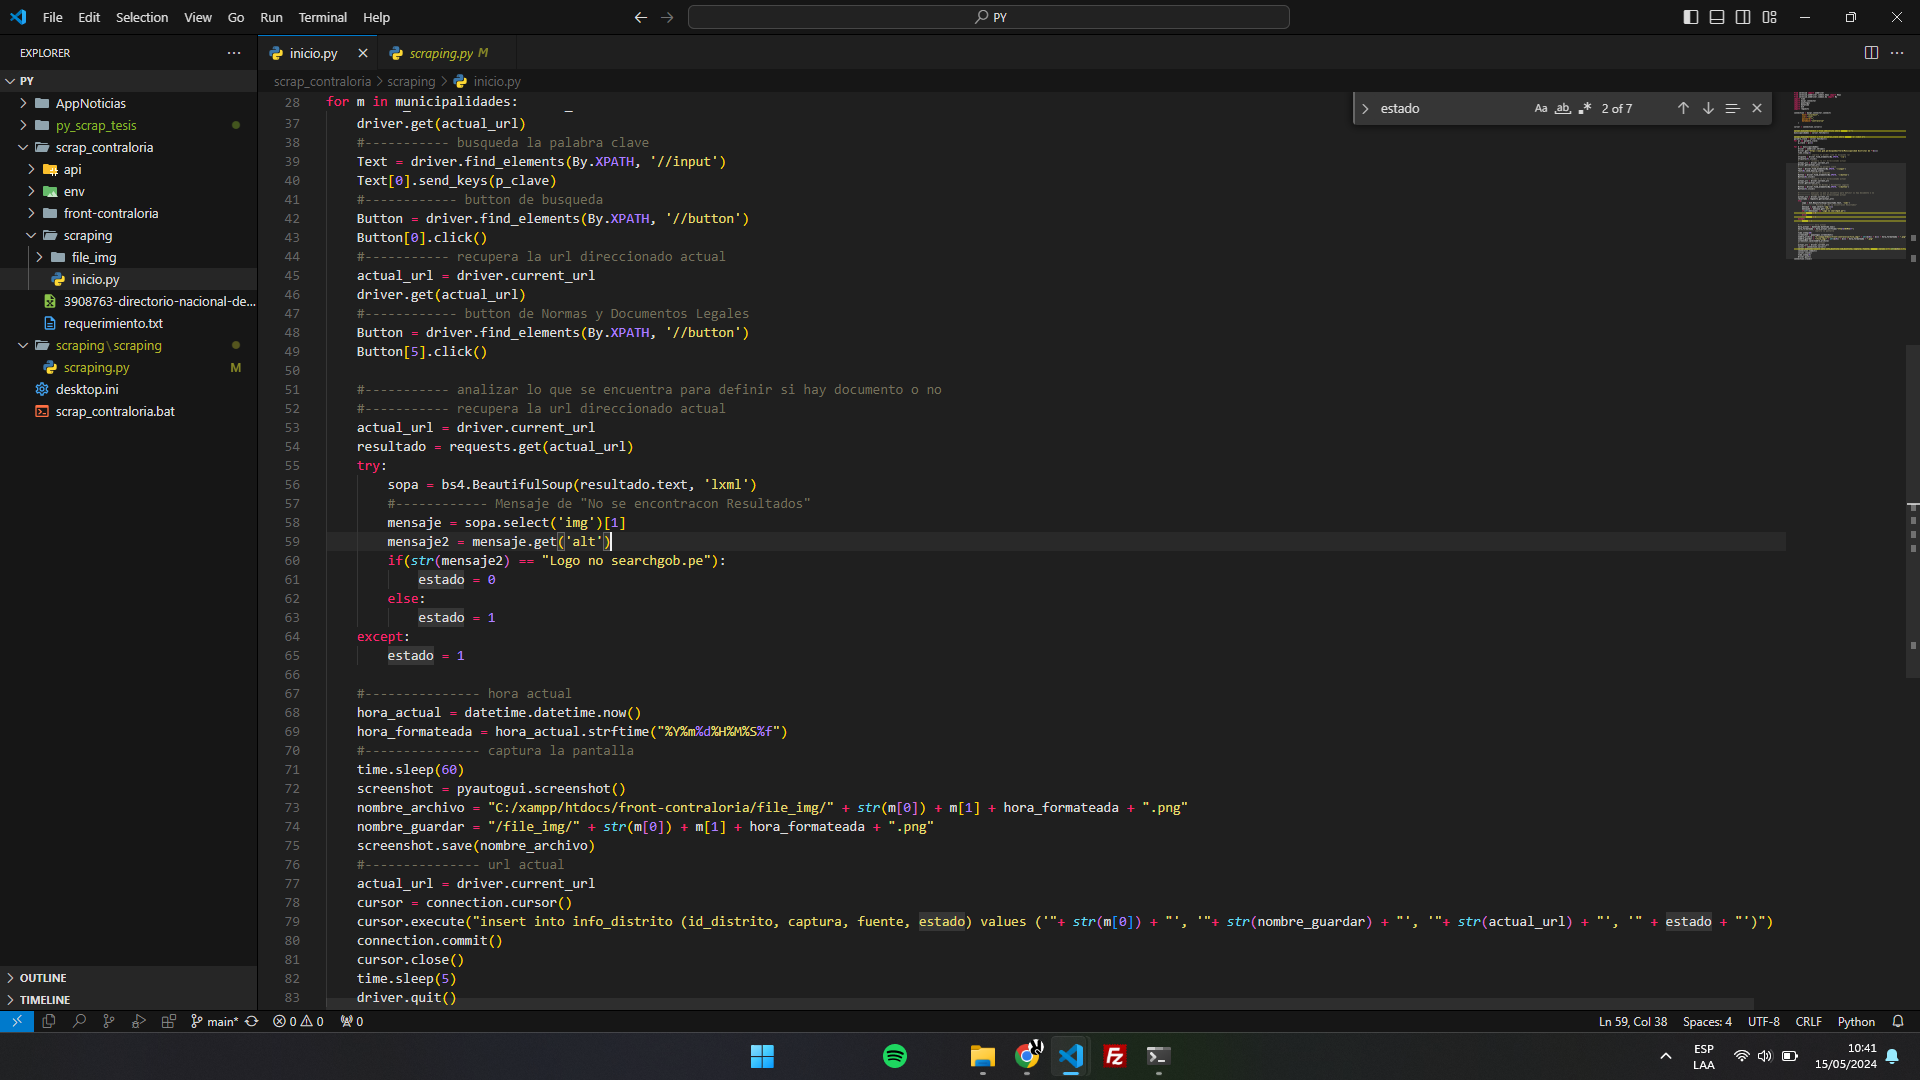 File Edit Selection View Go Run Terminal Help
PY
EXPLORER
PY
AppNoticias
py_scrap_tesis
scrap_contraloria
api
env
front-contraloria
scraping
file_img
inicio.py
3908763-directorio-nacional-de...
requerimiento.txt
scraping\scraping
scraping.py M
desktop.ini
scrap_contraloria.bat
OUTLINE
TIMELINE
inicio.py
scraping.py M
scrap_contraloria > scraping > inicio.py
estado
Aa ab 2 of 7
28 for m in municipalidades:
37 driver.get(actual_url)
38 #----------- busqueda la palabra clave
39 Text = driver.find_elements(By.XPATH, '//input')
40 Text[0].send_keys(p_clave)
41 #------------ button de busqueda
42 Button = driver.find_elements(By.XPATH, '//button')
43 Button[0].click()
44 #----------- recupera la url direccionado actual
45 actual_url = driver.current_url
46 driver.get(actual_url)
47 #------------ button de Normas y Documentos Legales
48 Button = driver.find_elements(By.XPATH, '//button')
49 Button[5].click()
50
51 #----------- analizar lo que se encuentra para definir si hay documento o no
52 #----------- recupera la url direccionado actual
53 actual_url = driver.current_url
54 resultado = requests.get(actual_url)
55 try:
56 sopa = bs4.BeautifulSoup(resultado.text, 'lxml')
57 #------------ Mensaje de "No se encontracon Resultados"
58 mensaje = sopa.select('img')[1]
59 mensaje2 = mensaje.get('alt')
60 if(str(mensaje2) == "Logo no searchgob.pe"):
61 estado = 0
62 else:
63 estado = 1
64 except:
65 estado = 1
66
67 #--------------- hora actual
68 hora_actual = datetime.datetime.now()
69 hora_formateada = hora_actual.strftime("%Y%m%d%H%M%S%f")
70 #--------------- captura la pantalla
71 time.sleep(60)
72 screenshot = pyautogui.screenshot()
73 nombre_archivo = "C:/xampp/htdocs/front-contraloria/file_img/" + str(m[0]) + m[1] + hora_formateada + ".png"
74 nombre_guardar = "/file_img/" + str(m[0]) + m[1] + hora_formateada + ".png"
75 screenshot.save(nombre_archivo)
76 #--------------- url actual
77 actual_url = driver.current_url
78 cursor = connection.cursor()
79 cursor.execute("insert into info_distrito (id_distrito, captura, fuente, estado) values ('"+ str(m[0]) + "', '"+ str(nombre_guardar) + "', '"+ str(actual_url) + "', '" + estado + "')")
80 connection.commit()
81 cursor.close()
82 time.sleep(5)
83 driver.quit()
main* 0 0 0
Ln 59, Col 38 Spaces: 4 UTF-8 CRLF Python
Fz
ESP
LAA
10:41
15/05/2024